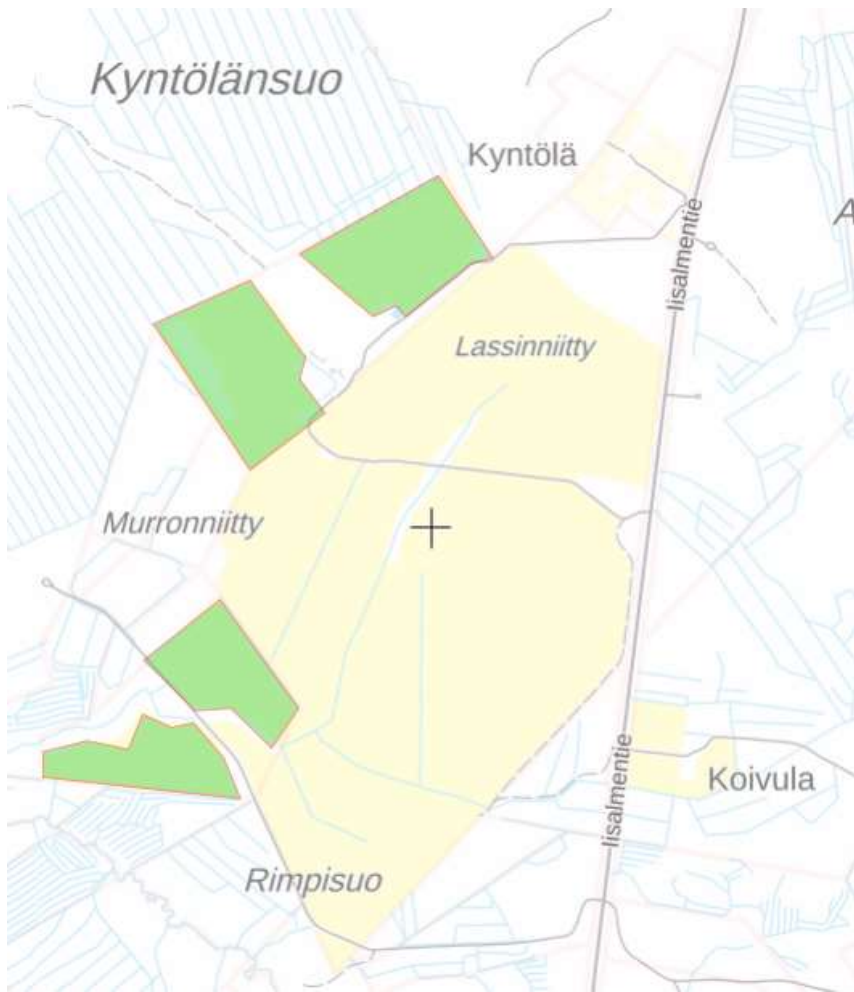 Kyntölänsuo
Kyntölä
A
Iisalmentie
Lassinniitty
Murronniitty
Iisalmentie
Koivula
Rimpisuo